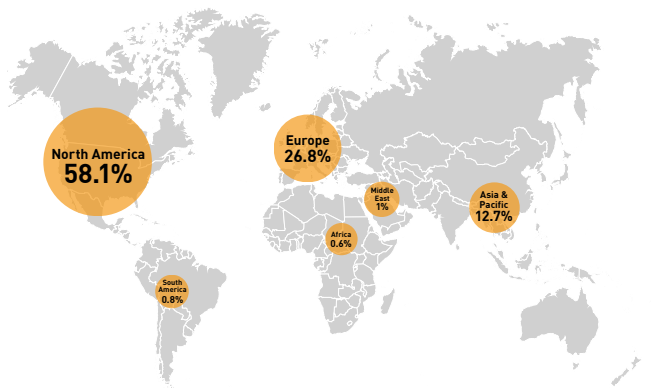 North America
58.1%
Europe
26.8%
Middle
East
1%
Asia &
Pacific
12.7%
Africa
0.6%
South
America
0.8%